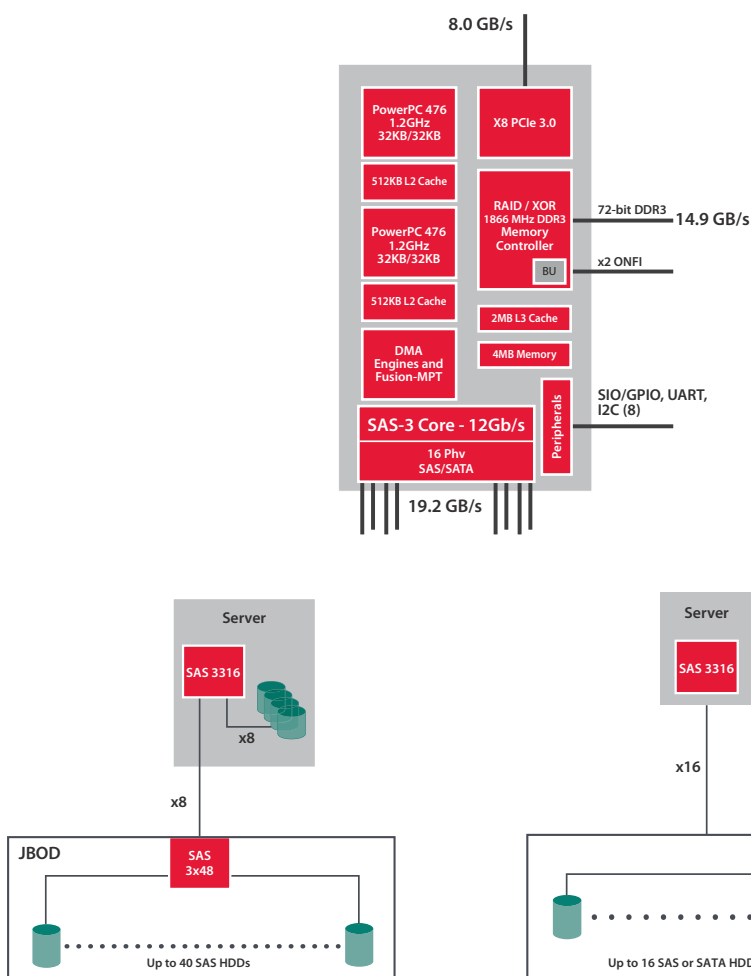 8.0 GB/s
PowerPC 476
1.2GHz
32KB/32KB
X8 PCIe 3.0
512KB L2 Cache
RAID / XOR
1866 MHz DDR3
Memory
Controller
BU
72-bit DDR3
14.9 GB/s
x2 ONFI
PowerPC 476
1.2GHz
32KB/32KB
512KB L2 Cache
2MB L3 Cache
DMA
Engines and
Fusion-MPT
4MB Memory
Peripherals
SIO/GPIO, UART,
I2C (8)
SAS-3 Core - 12Gb/s
16 Phv
SAS/SATA
19.2 GB/s
Server
SAS 3316
x8
x8
JBOD
SAS
3x48
Up to 40 SAS HDDs
Server
SAS 3316
x16
Up to 16 SAS or SATA HDD